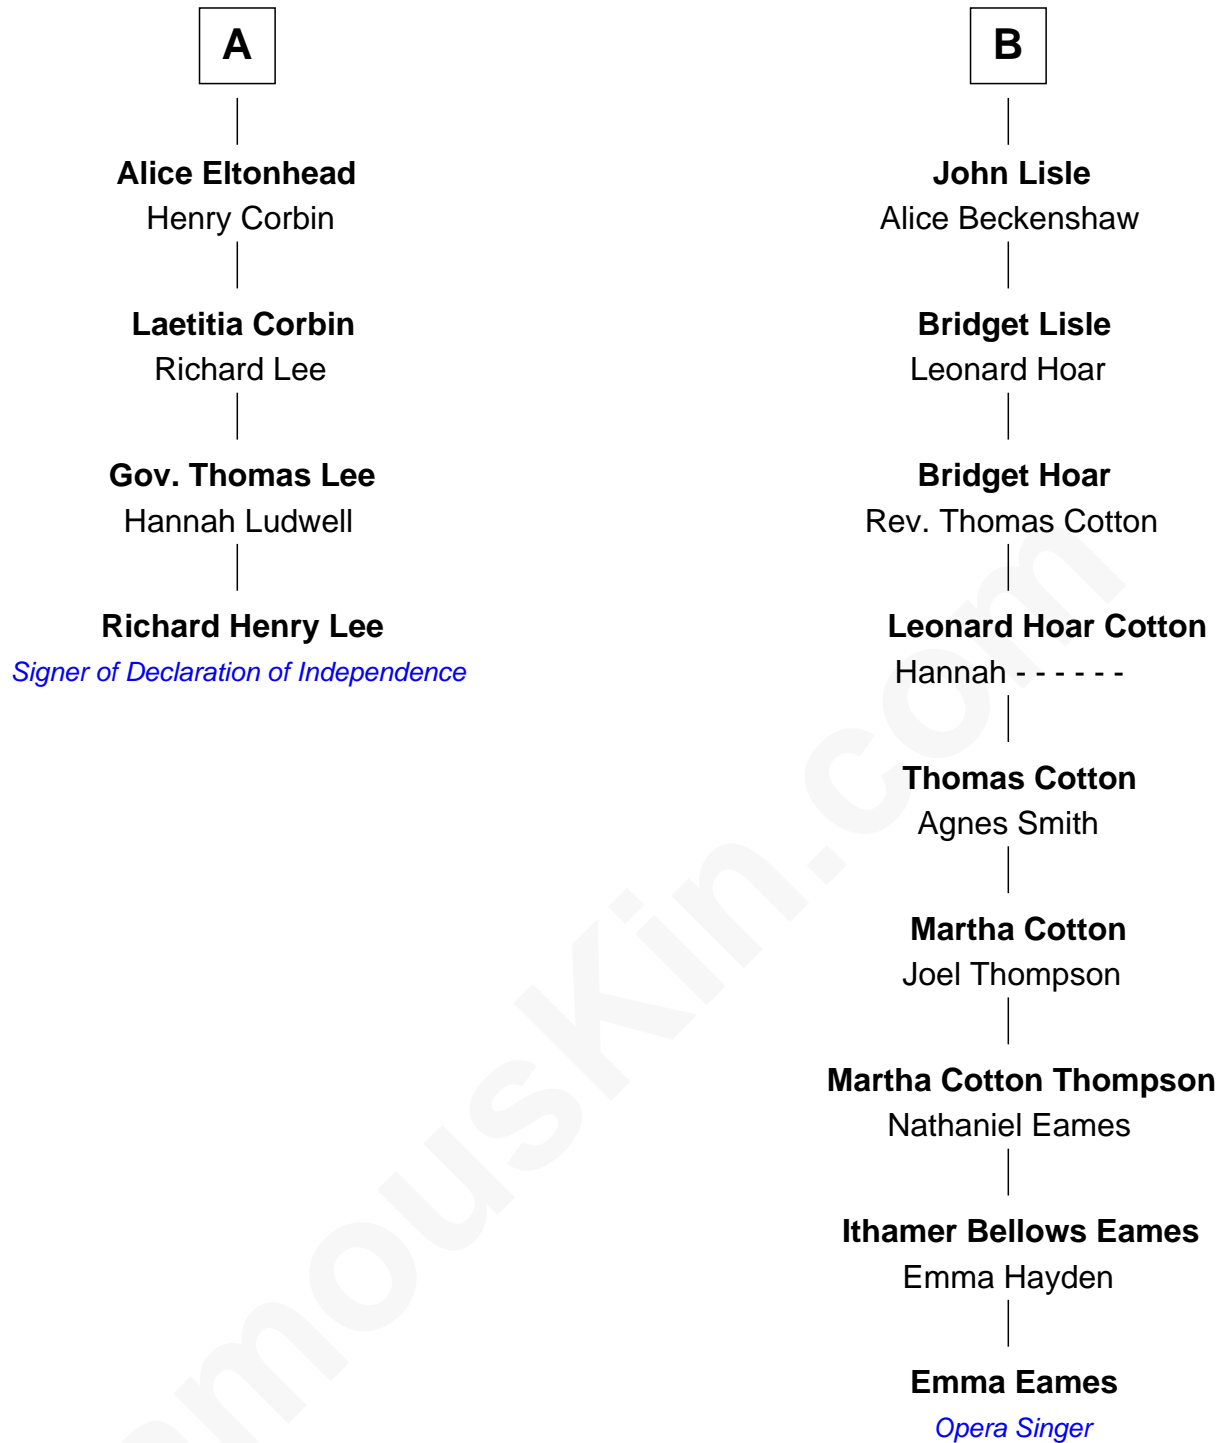 A
Alice Eltonhead
Henry Corbin
Laetitia Corbin
Richard Lee
Gov. Thomas Lee
Hannah Ludwell
Richard Henry Lee
Signer of Declaration of Independence
B
John Lisle
Alice Beckenshaw
Bridget Lisle
Leonard Hoar
Bridget Hoar
Rev. Thomas Cotton
Leonard Hoar Cotton
Hannah - - - - - -
Thomas Cotton
Agnes Smith
Martha Cotton
Joel Thompson
Martha Cotton Thompson
Nathaniel Eames
Ithamer Bellows Eames
Emma Hayden
Emma Eames
Opera Singer
amouskin.com